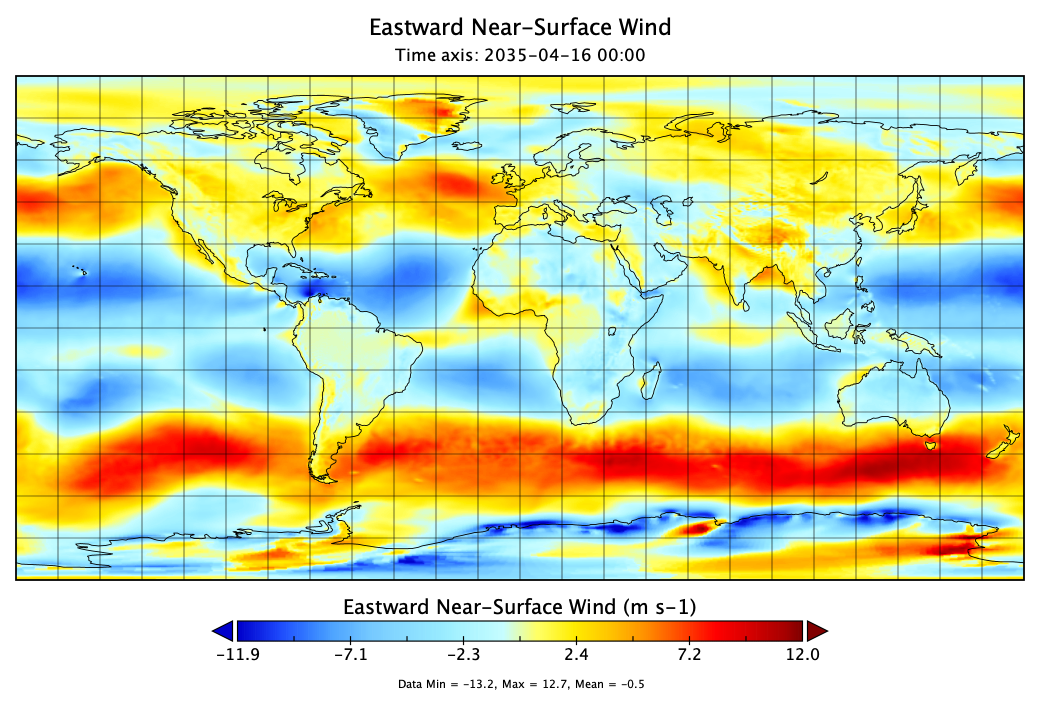 Eastward Near-Surface Wind
Time axis: 2035-04-16 00:00
Eastward Near-Surface Wind (m s-1)
-11.9 -7.1 -2.3 2.4 7.2 12.0
Data Min = -13.2, Max = 12.7, Mean = -0.5